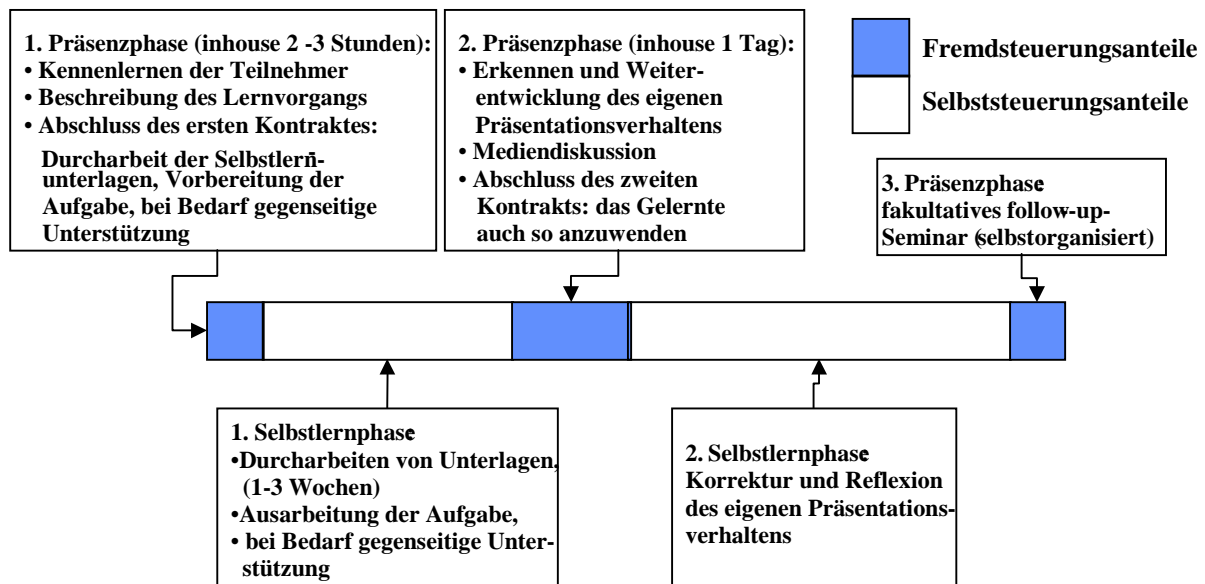 1. Präsenzphase (inhouse 2 -3 Stunden):
• Kennenlernen der Teilnehmer
• Beschreibung des Lernvorgangs
• Abschluss des ersten Kontraktes:
Durcharbeit der Selbstlern-
unterlagen, Vorbereitung der
Aufgabe, bei Bedarf gegenseitige
Unterstützung
2. Präsenzphase (inhouse 1 Tag):
• Erkennen und Weiter-
entwicklung des eigenen
Präsentationsverhaltens
• Mediendiskussion
• Abschluss des zweiten
Kontrakts: das Gelernte
auch so anzuwenden
Fremdsteuerungsanteile
Selbststeuerungsanteile
3. Präsenzphase
fakultatives follow-up-
Seminar (selbstorganisiert)
1. Selbstlernphase
•Durcharbeiten von Unterlagen,
(1-3 Wochen)
•Ausarbeitung der Aufgabe,
• bei Bedarf gegenseitige Unter-
stützung
2. Selbstlernphase
Korrektur und Reflexion
des eigenen Präsentations-
verhaltens